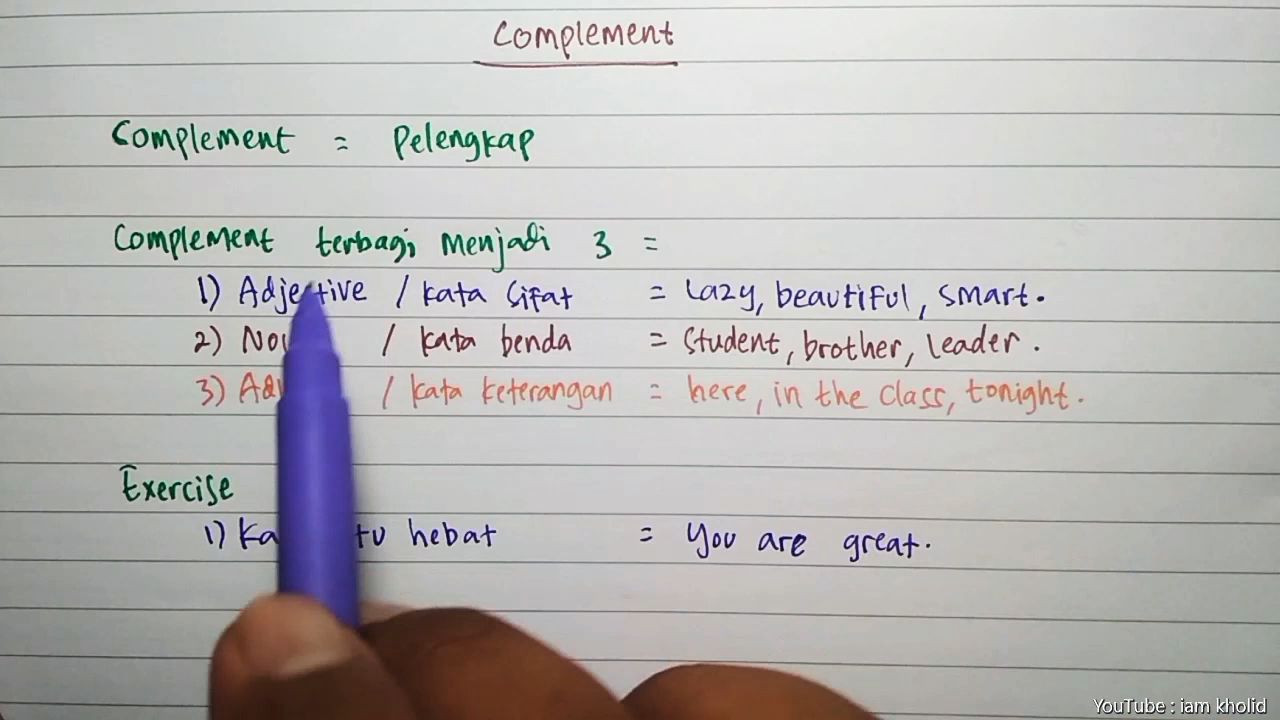 Complement
Complement = Pelengkap
Complement terbagi menjadi 3 =
1) Adjective / kata sifat = Lazy, beautiful, smart.
2) / kata benda = student, brother, leader.
3) / kata keterangan = here, in the class, tonight.
Exercise
1) hebat = You are great.
YouTube : iam kholid